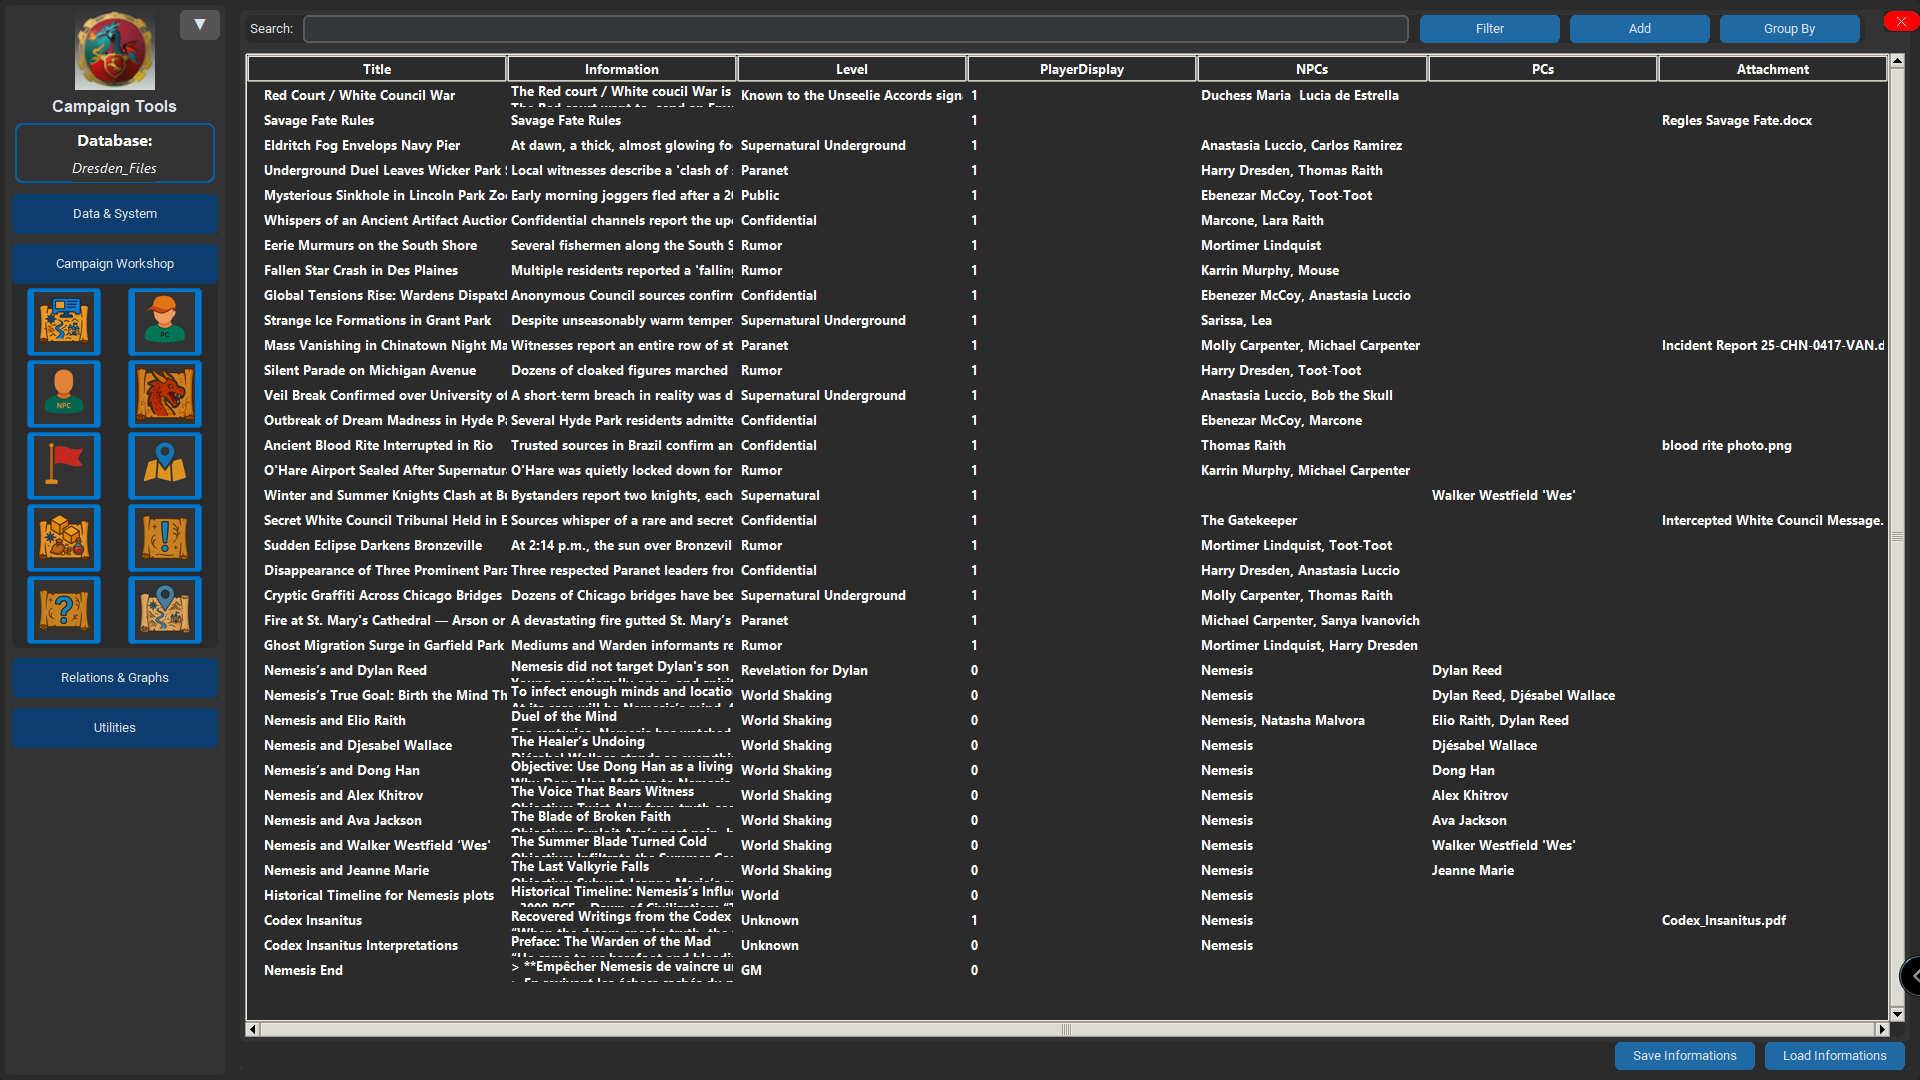 ▼
Campaign Tools
Database:
Dresden_Files
Data & System
Campaign Workshop
PC
NPC
Relations & Graphs
Utilities
Search:
Filter
Add
Group By
Title Information Level PlayerDisplay NPCs PCs Attachment
Red Court / White Council War The Red court / White coucil War is Known to the Unseelie Accords sign 1 Duchess Maria Lucia de Estrella
Savage Fate Rules Savage Fate Rules 1 Regles Savage Fate.docx
Eldritch Fog Envelops Navy Pier At dawn, a thick, almost glowing fo Supernatural Underground 1 Anastasia Luccio, Carlos Ramirez
Underground Duel Leaves Wicker Park Local witnesses describe a 'clash of Paranet 1 Harry Dresden, Thomas Raith
Mysterious Sinkhole in Lincoln Park Zo Early morning joggers fled after a 20 Public 1 Ebenezar McCoy, Toot-Toot
Whispers of an Ancient Artifact Auction Confidential channels report the up Confidential 1 Marcone, Lara Raith
Eerie Murmurs on the South Shore Several fishermen along the South S Rumor 1 Mortimer Lindquist
Fallen Star Crash in Des Plaines Multiple residents reported a 'falling Rumor 1 Karrin Murphy, Mouse
Global Tensions Rise: Wardens Dispatch Anonymous Council sources confirm Confidential 1 Ebenezer McCoy, Anastasia Luccio
Strange Ice Formations in Grant Park Despite unseasonably warm temper Supernatural Underground 1 Sarissa, Lea
Mass Vanishing in Chinatown Night Ma Witnesses report an entire row of st Paranet 1 Molly Carpenter, Michael Carpenter Incident Report 25-CHN-0417-VAN.d
Silent Parade on Michigan Avenue Dozens of cloaked figures marched Rumor 1 Harry Dresden, Toot-Toot
Veil Break Confirmed over University of A short-term breach in reality was d Supernatural Underground 1 Anastasia Luccio, Bob the Skull
Outbreak of Dream Madness in Hyde P Several Hyde Park residents admitte Confidential 1 Ebenezar McCoy, Marcone
Ancient Blood Rite Interrupted in Rio Trusted sources in Brazil confirm an Confidential 1 Thomas Raith blood rite photo.png
O'Hare Airport Sealed After Supernatur O'Hare was quietly locked down for Rumor 1 Karrin Murphy, Michael Carpenter
Winter and Summer Knights Clash at B Bystanders report two knights, each Supernatural 1 Walker Westfield 'Wes'
Secret White Council Tribunal Held in E Sources whisper of a rare and secret Confidential 1 The Gatekeeper Intercepted White Council Message.
Sudden Eclipse Darkens Bronzeville At 2:14 p.m., the sun over Bronzevil Rumor 1 Mortimer Lindquist, Toot-Toot
Disappearance of Three Prominent Para Three respected Paranet leaders fro Confidential 1 Harry Dresden, Anastasia Luccio
Cryptic Graffiti Across Chicago Bridges Dozens of Chicago bridges have bee Supernatural Underground 1 Molly Carpenter, Thomas Raith
Fire at St. Mary's Cathedral — Arson or A devastating fire gutted St. Mary’s Paranet 1 Michael Carpenter, Sanya Ivanovich
Ghost Migration Surge in Garfield Park Mediums and Warden informants re Rumor 1 Mortimer Lindquist, Harry Dresden
Nemesis’s and Dylan Reed Nemesis did not target Dylan's son Revelation for Dylan 0 Nemesis Dylan Reed
Nemesis’s True Goal: Birth the Mind Th To infect enough minds and locatio World Shaking 0 Nemesis Dylan Reed, Djésabel Wallace
Nemesis and Elio Raith Duel of the Mind World Shaking 0 Nemesis, Natasha Malvora Elio Raith, Dylan Reed
Nemesis and Djesabel Wallace The Healer’s Undoing World Shaking 0 Nemesis Djésabel Wallace
Nemesis’s and Dong Han Objective: Use Dong Han as a living World Shaking 0 Nemesis Dong Han
Nemesis and Alex Khitrov The Voice That Bears Witness World Shaking 0 Nemesis Alex Khitrov
Nemesis and Ava Jackson The Blade of Broken Faith World Shaking 0 Nemesis Ava Jackson
Nemesis and Walker Westfield ‘Wes’ The Summer Blade Turned Cold World Shaking 0 Nemesis Walker Westfield 'Wes'
Nemesis and Jeanne Marie The Last Valkyrie Falls World Shaking 0 Nemesis Jeanne Marie
Historical Timeline for Nemesis plots Historical Timeline: Nemesis’s Influe World 0 Nemesis
Codex Insanitus Recovered Writings from the Codex Unknown 1 Nemesis Codex_Insanitus.pdf
Codex Insanitus Interpretations Preface: The Warden of the Mad Unknown 0 Nemesis
Nemesis End > **Empêcher Nemesis de vaincre u GM 0
Save Informations
Load Informations